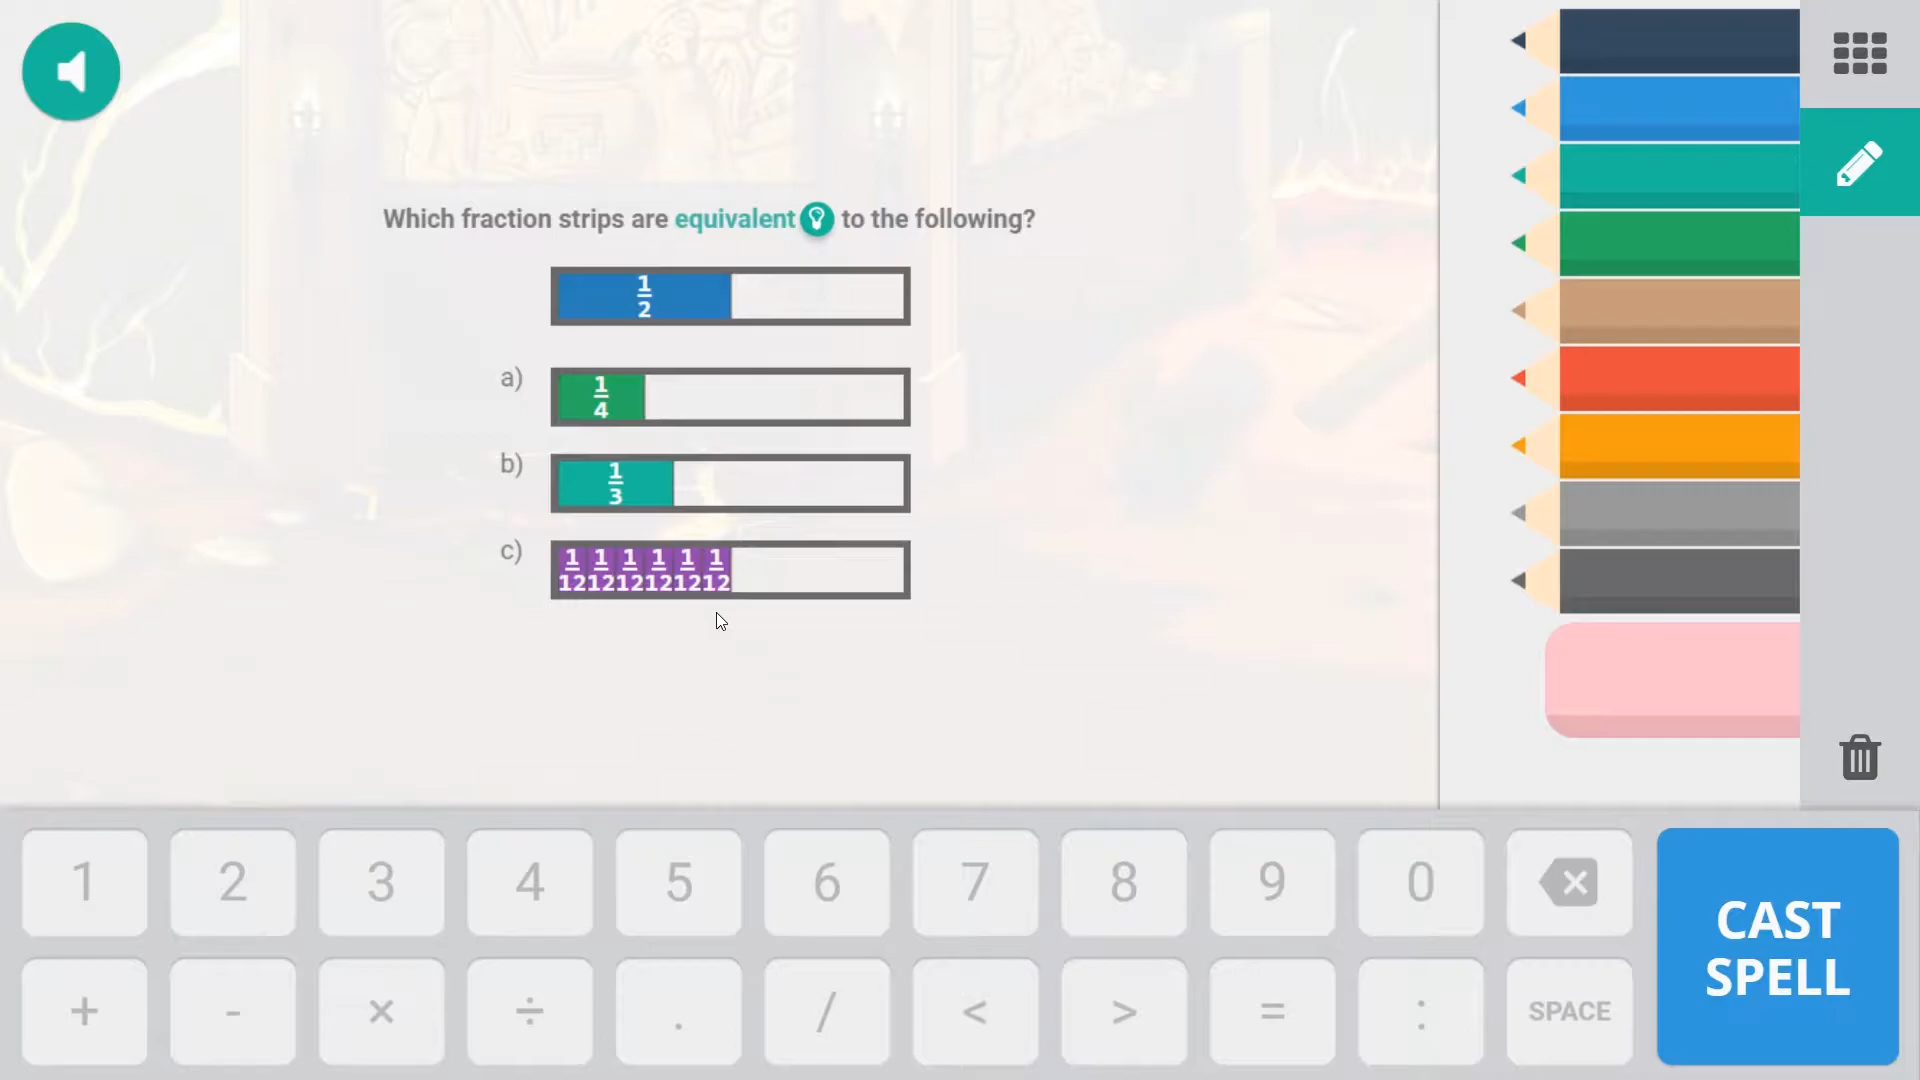 Which fraction strips are equivalent to the following?
1
2
a)
1
4
b)
1
3
c)
1 1 1 1 1 1
12 12 12 12 12 12
1 2 3 4 5 6 7 8 9 0
+ - × ÷ . / < > = : SPACE
CAST
SPELL